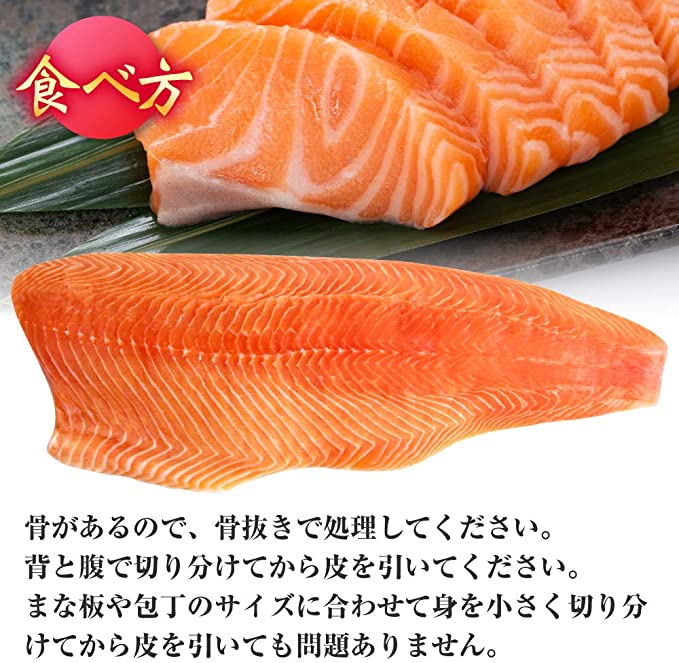 食べ方
骨があるので、骨抜きで処理してください。
背と腹で切り分けてから皮を引いてください。
まな板や包丁のサイズに合わせて身を小さく切り分
けてから皮を引いても問題ありません。